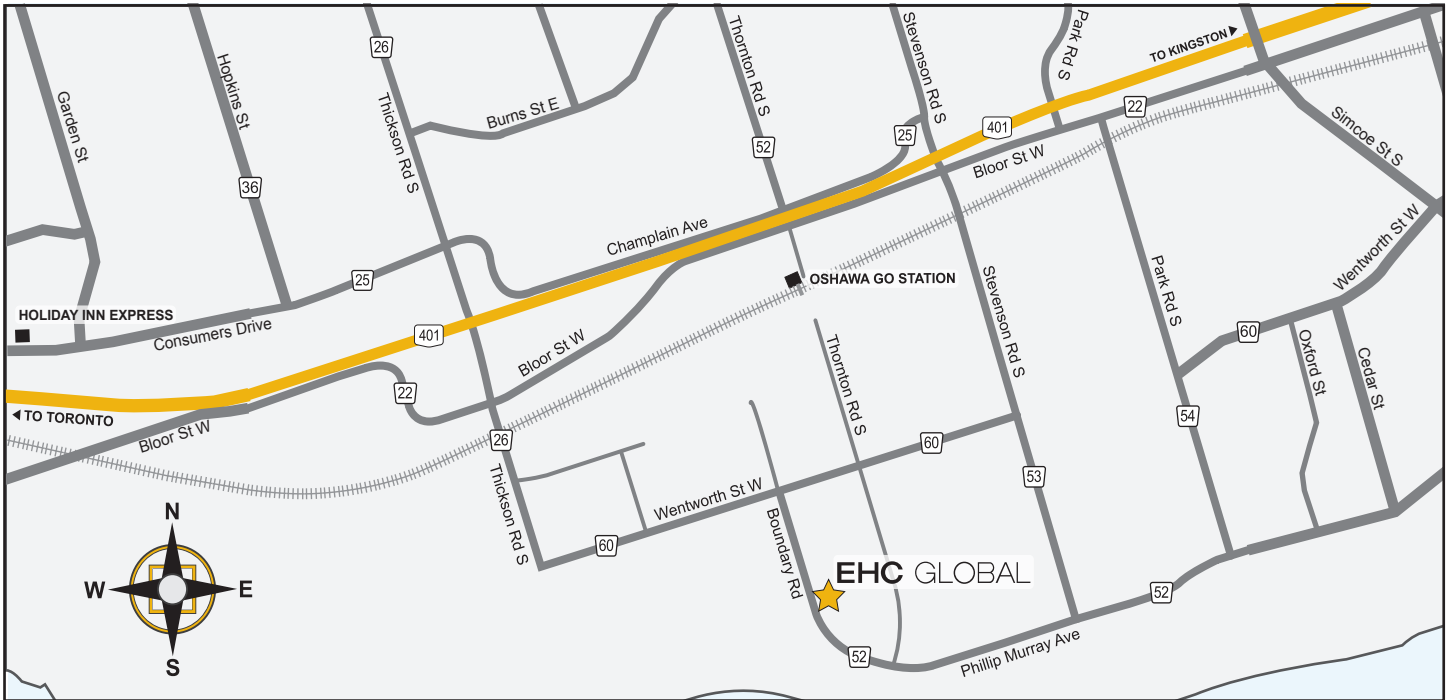 26
Thornton Rd S
Stevenson Rd S
Park Rd S
TO KINGSTON
Hopkins St
Garden St
Thickson Rd S
Burns St E
52
25
401
22
Bloor St W
Simcoe St S
36
Champlain Ave
Wentworth St W
25
OSHAWA GO STATION
Stevenson Rd S
Park Rd S
HOLIDAY INN EXPRESS
Consumers Drive
401
Bloor St W
Thornton Rd S
60
Oxford St
Cedar St
22
TO TORONTO
Bloor St W
26
60
54
Thickson Rd S
Wentworth St W
53
60
Boundary Rd
N
W
E
S
EHC GLOBAL
52
52
Phillip Murray Ave